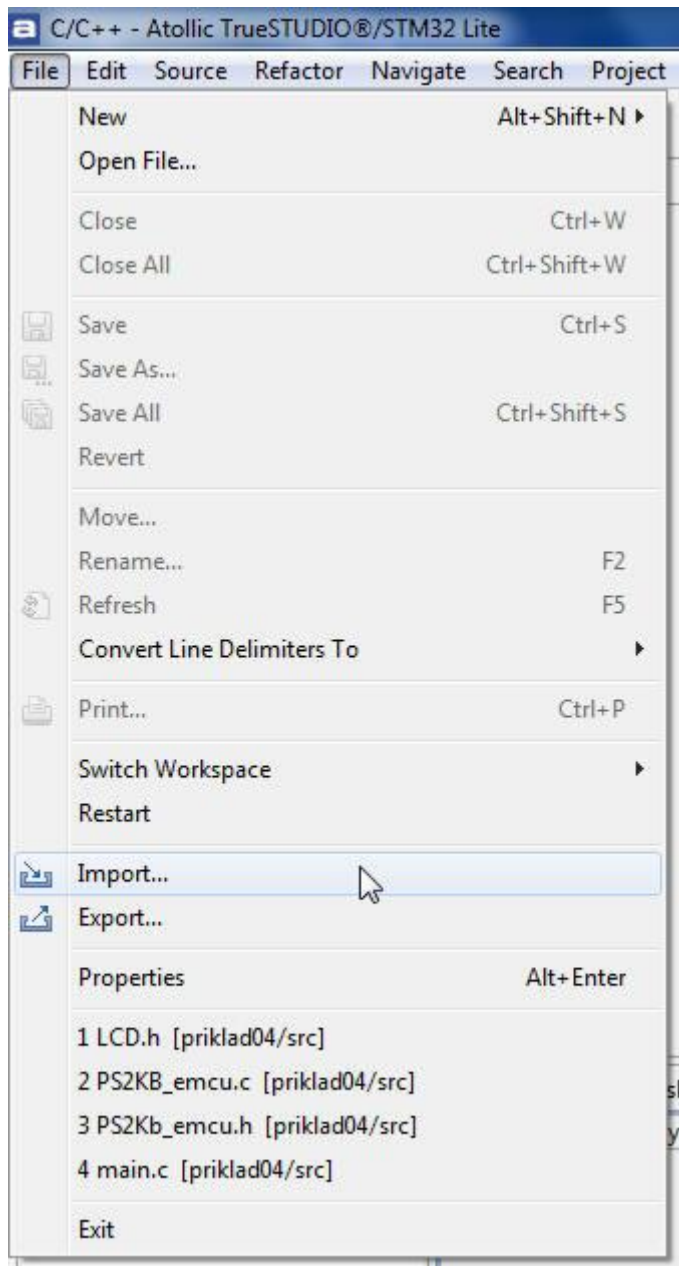 C/C++ - Atollic TrueSTUDIO®/STM32 Lite
File Edit Source Refactor Navigate Search Project
New Alt+Shift+N
Open File...
Close Ctrl+W
Close All Ctrl+Shift+W
Save Ctrl+S
Save As...
Save All Ctrl+Shift+S
Revert
Move...
Rename... F2
Refresh F5
Convert Line Delimiters To
Print... Ctrl+P
Switch Workspace
Restart
Import...
Export...
Properties Alt+Enter
1 LCD.h [priklad04/src]
2 PS2KB_emcu.c [priklad04/src]
3 PS2Kb_emcu.h [priklad04/src]
4 main.c [priklad04/src]
Exit